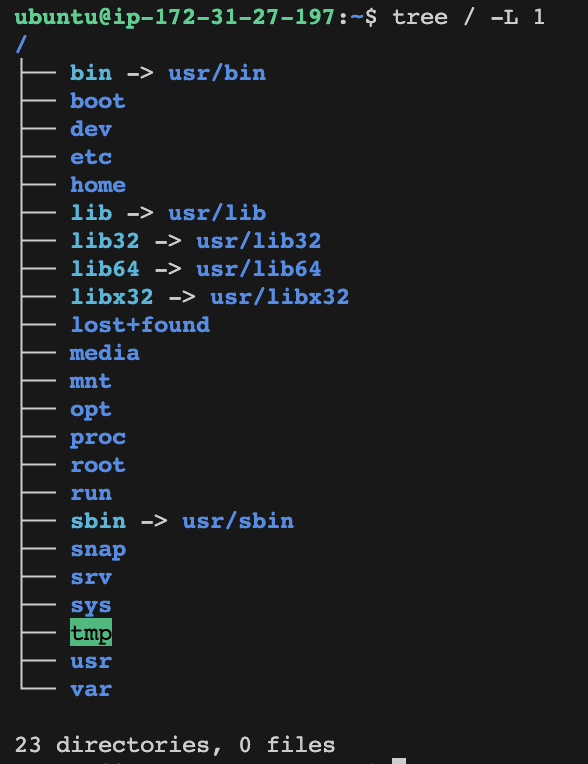 ubuntu@ip-172-31-27-197:~$ tree / -L 1
/
├── bin -> usr/bin
├── boot
├── dev
├── etc
├── home
├── lib -> usr/lib
├── lib32 -> usr/lib32
├── lib64 -> usr/lib64
├── libx32 -> usr/libx32
├── lost+found
├── media
├── mnt
├── opt
├── proc
├── root
├── run
├── sbin -> usr/sbin
├── snap
├── srv
├── sys
├── tmp
├── usr
└── var
23 directories, 0 files